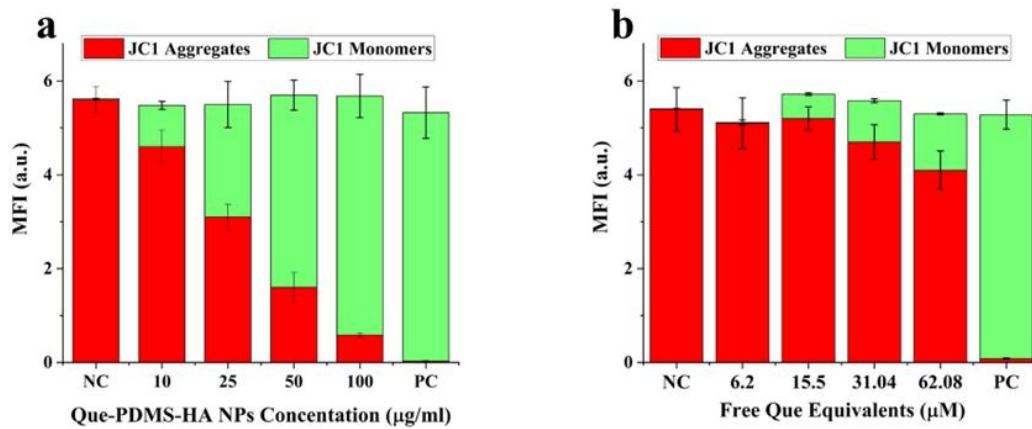 a
JC1 Aggregates JC1 Monomers
MFI (a.u.)
6
4
2
0
NC 10 25 50 100 PC
Que-PDMS-HA NPs Concentation (μg/ml)
b
JC1 Aggregates JC1 Monomers
MFI (a.u.)
6
4
2
0
NC 6.2 15.5 31.04 62.08 PC
Free Que Equivalents (μM)